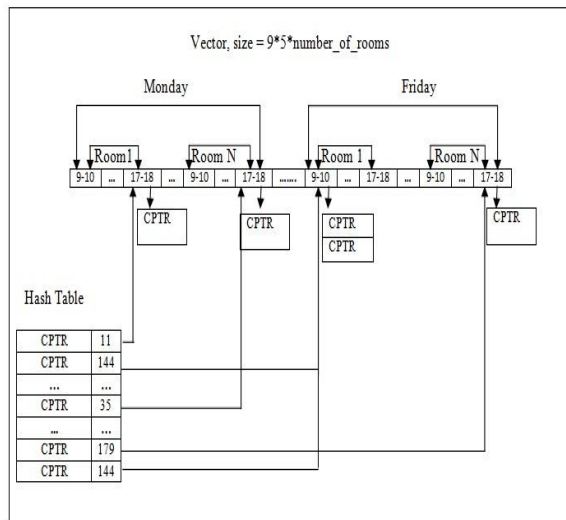 Vector, size = 9*5*number_of_rooms
Monday Friday
Room1 Room N Room 1 Room N
9-10 ... 17-18 ... 9-10 ... 17-18 ....... 9-10 ... 17-18 ... 9-10 ... 17-18
CPTR CPTR CPTR CPTR
CPTR
Hash Table
CPTR 11
CPTR 144
... ...
CPTR 35
... ...
CPTR 179
CPTR 144